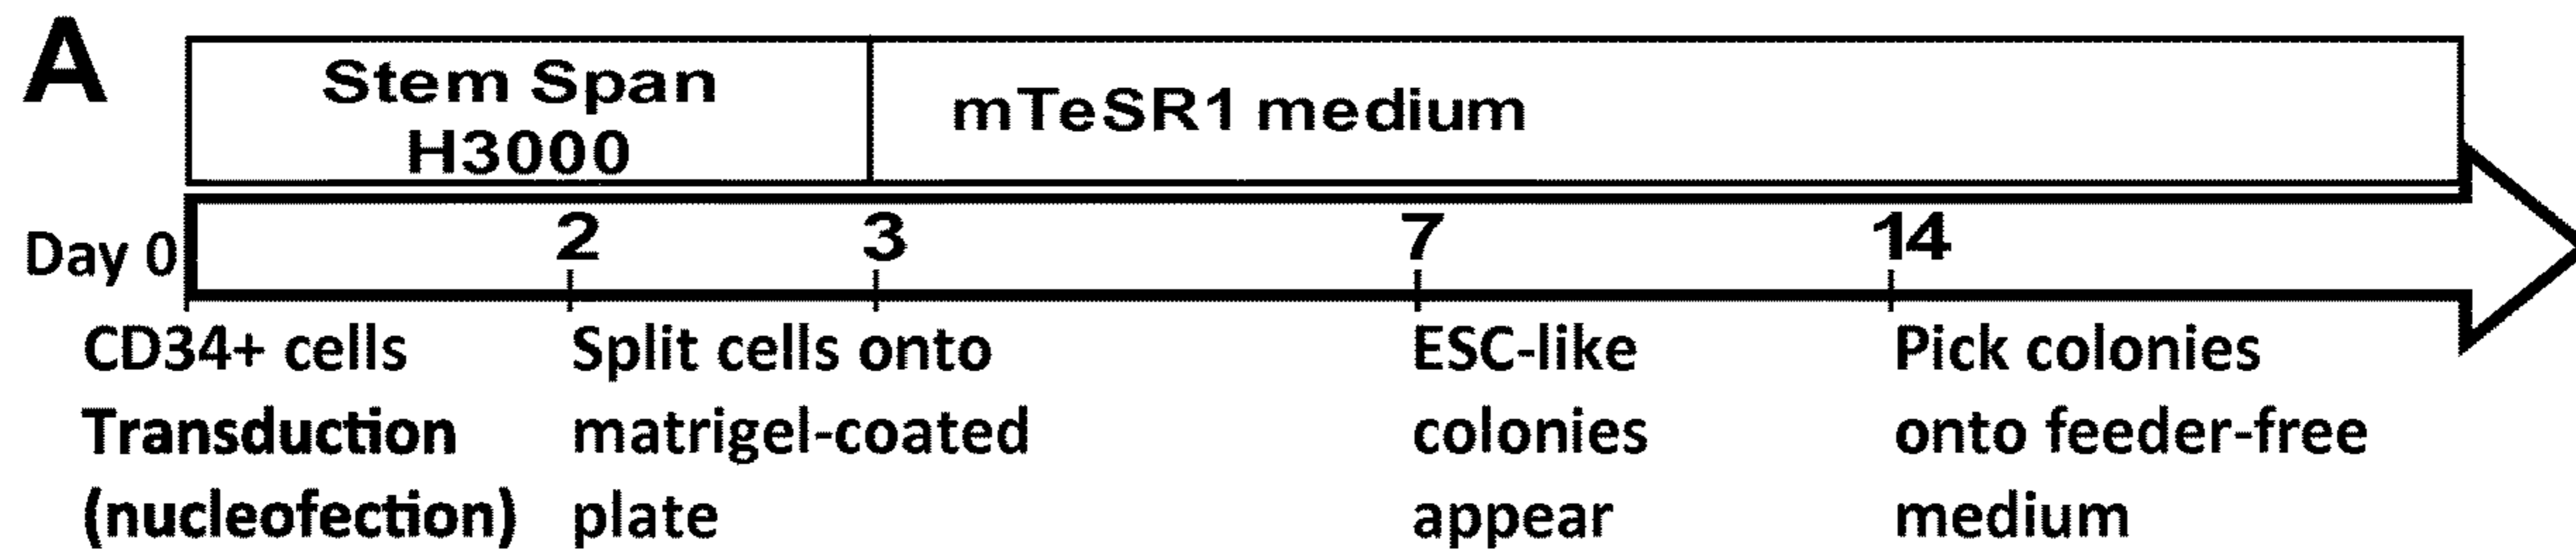 A
Stem Span
H3000
mTeSR1 medium
Day 0
2
3
7
14
CD34+ cells
Transduction
(nucleofection)
Split cells onto
matrigel-coated
plate
ESC-like
colonies
appear
Pick colonies
onto feeder-free
medium